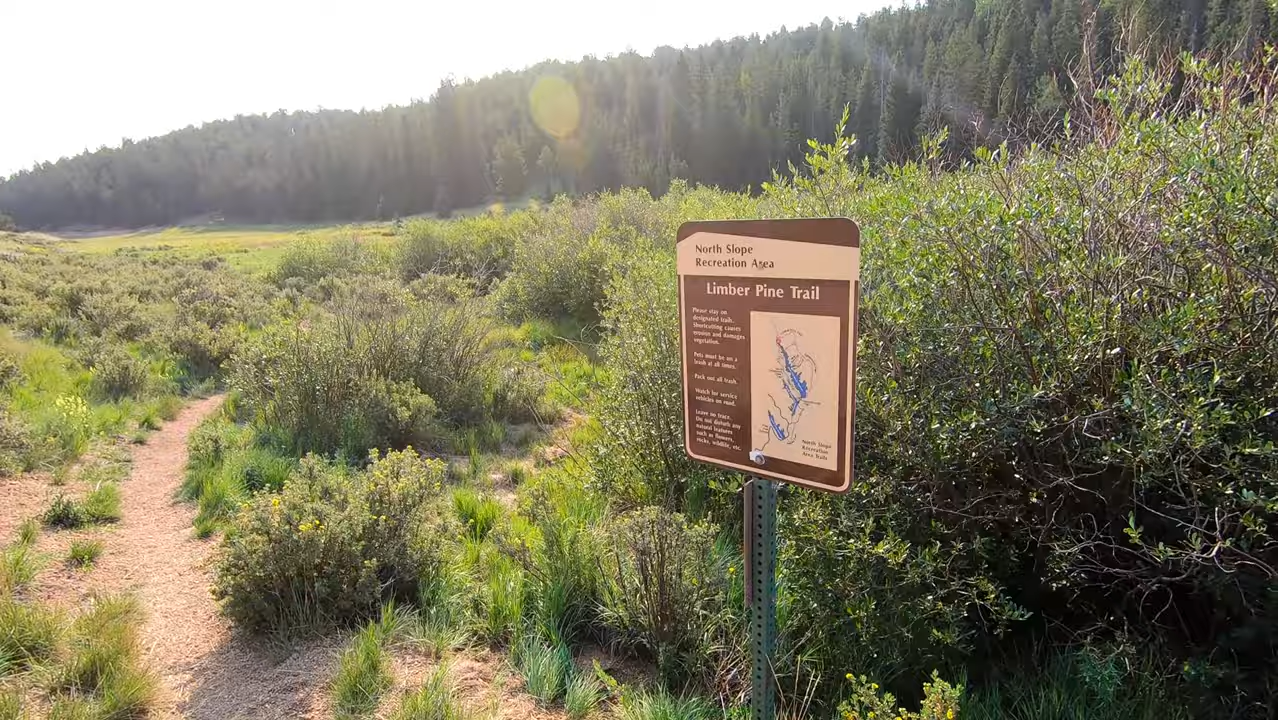 North Slope
Recreation Area
Limber Pine Trail
Please stay on
designated trails.
Shortcutting causes
erosion and damages
vegetation.
Pets must be on a
leash at all times.
Pack out all trash.
Watch for service
vehicles on road.
Leave no trace.
Do not disturb any
natural features
such as flowers,
rocks, wildlife, etc.
North Slope
Recreation
Area Trails